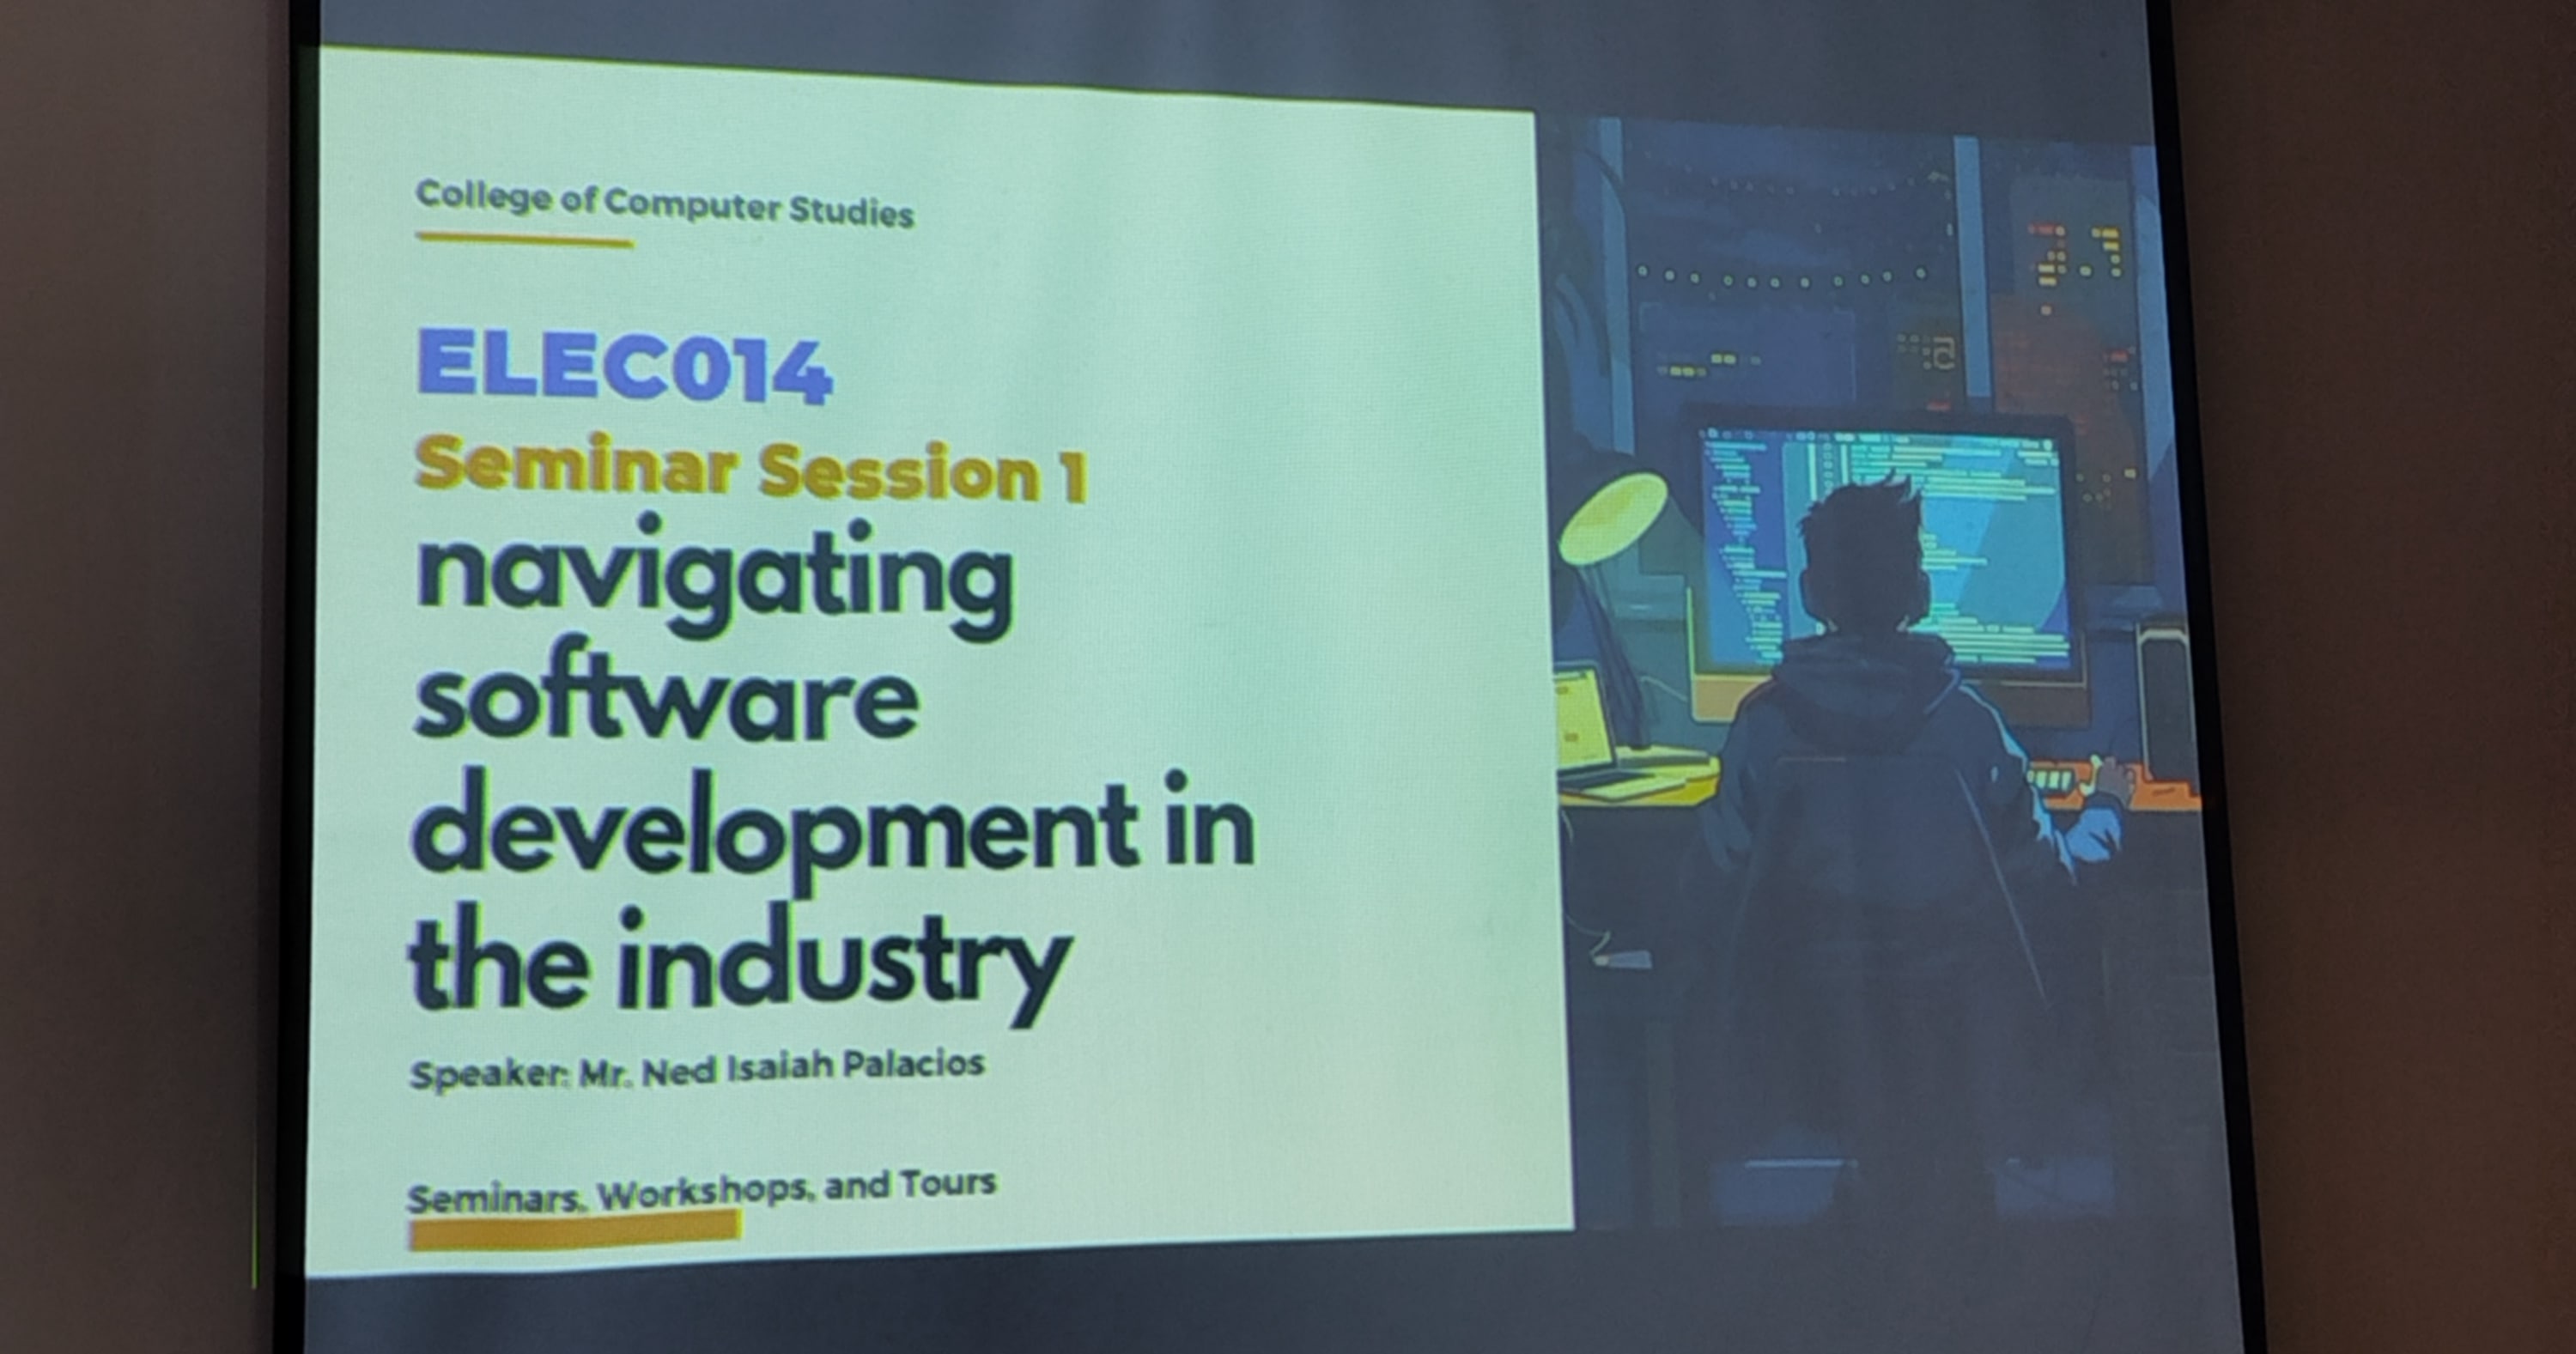 College of Computer Studies
ELEC014
Seminar Session 1
navigating
software
development in
the industry
Speaker: Mr. Ned Isaiah Palacios
Seminars, Workshops, and Tours